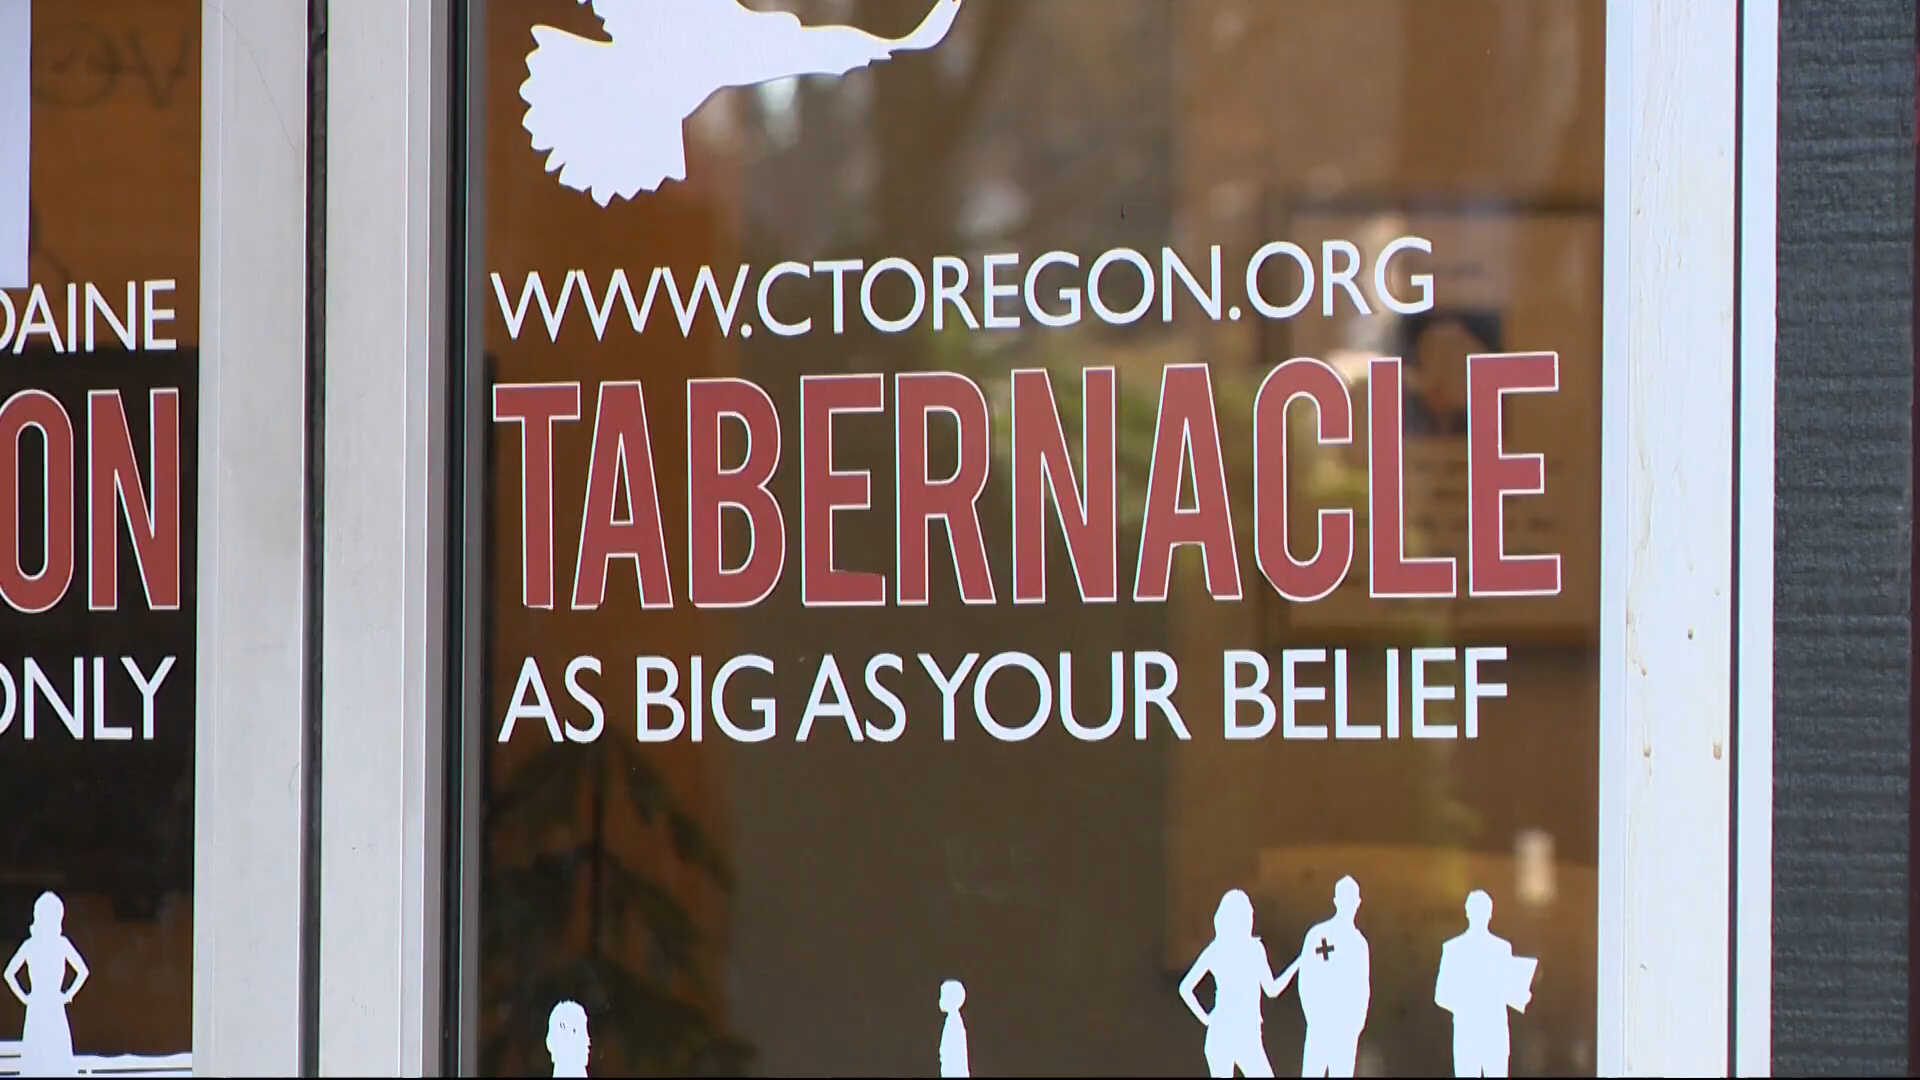 WWW.CTOREGON.ORG
TABERNACLE
AS BIG AS YOUR BELIEF
DAINE
ON
ONLY